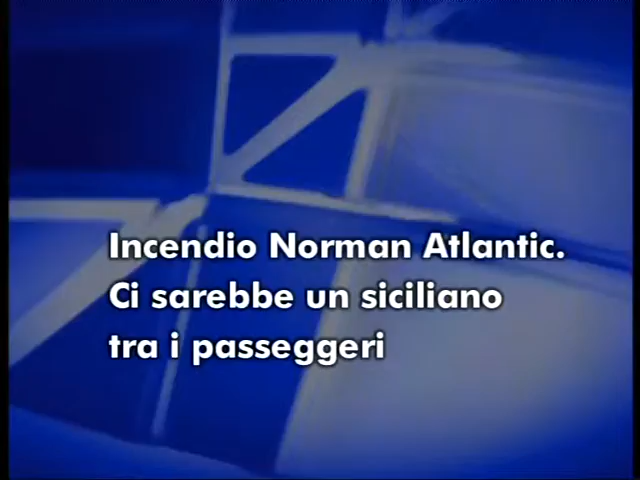 Incendio Norman Atlantic.
Ci sarebbe un siciliano
tra i passeggeri